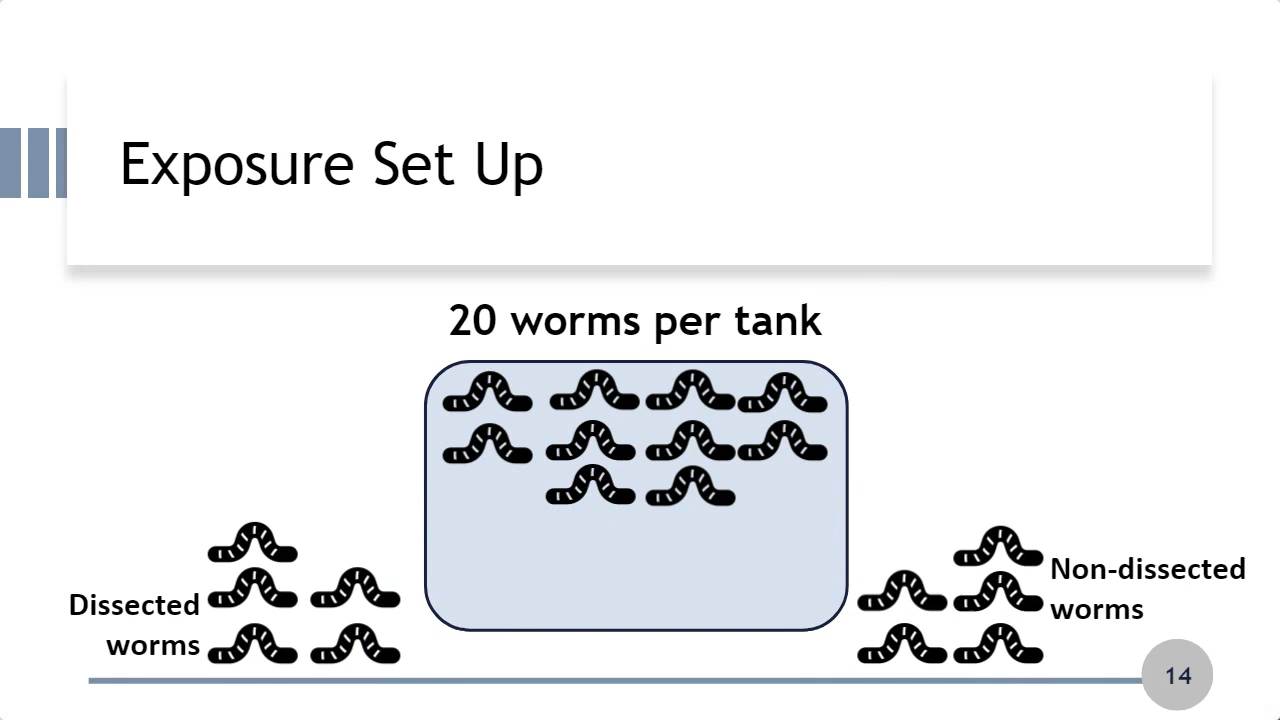 Exposure Set Up
20 worms per tank
Dissected
worms
Non-dissected
worms
14